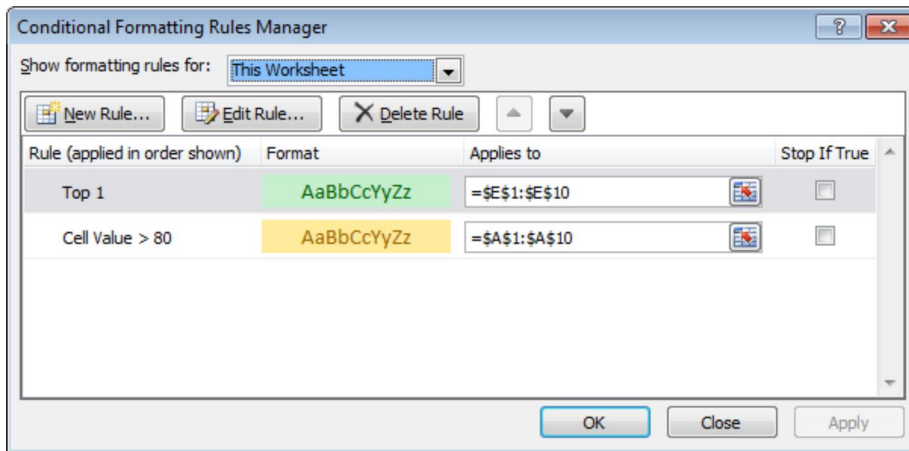 Conditional Formatting Rules Manager
Show formatting rules for: This Worksheet
New Rule... Edit Rule... Delete Rule
Rule (applied in order shown) Format Applies to Stop If True
Top 1 AaBbCcYyZz =$E$1:$E$10
Cell Value > 80 AaBbCcYyZz =$A$1:$A$10
OK Close Apply